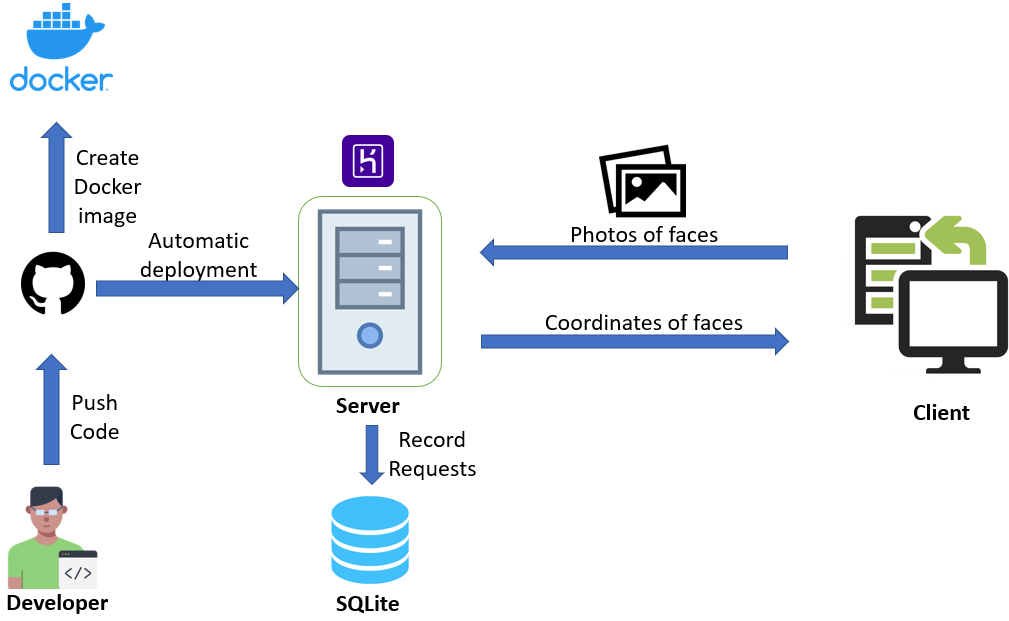 docker
Create
Docker
image
Automatic
deployment
Photos of faces
Coordinates of faces
Server
Client
Push
Code
Record
Requests
</>
Developer
SQLite